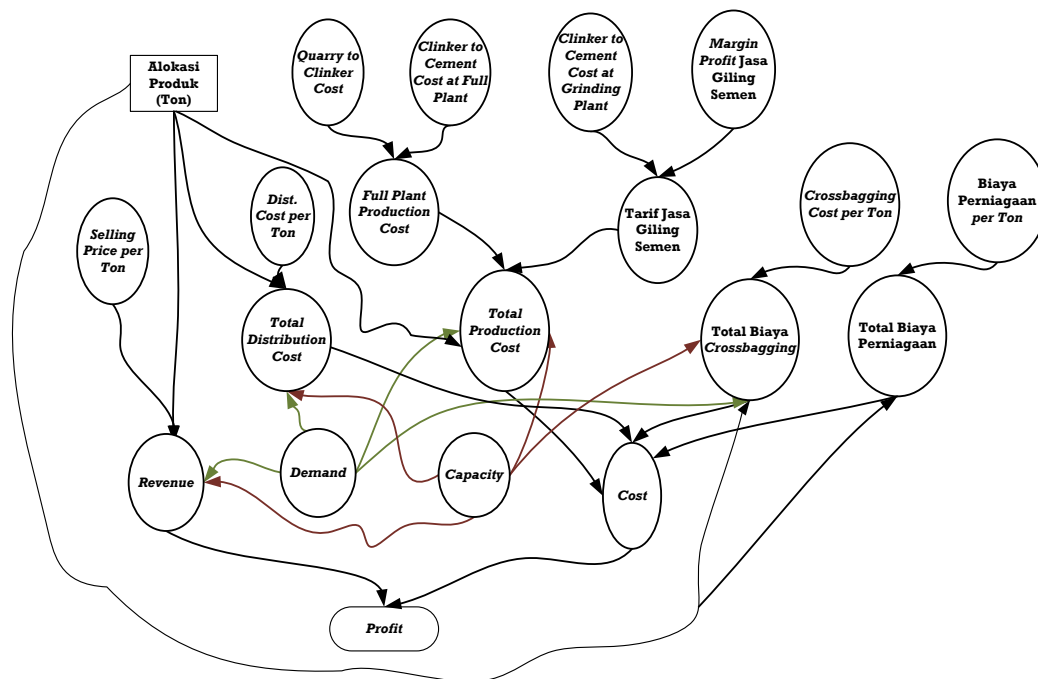 Alokasi
Produk
(Ton)
Quarry to
Clinker
Cost
Clinker to
Cement
Cost at Full
Plant
Clinker to
Cement
Cost at
Grinding
Plant
Margin
Profit Jasa
Giling
Semen
Selling
Price per
Ton
Dist.
Cost per
Ton
Full Plant
Production
Cost
Tarif Jasa
Giling
Semen
Crossbagging
Cost per Ton
Biaya
Perniagaan
per Ton
Total
Distribution
Cost
Total
Production
Cost
Total Biaya
Crossbagging
Total Biaya
Perniagaan
Revenue
Demand
Capacity
Cost
Profit